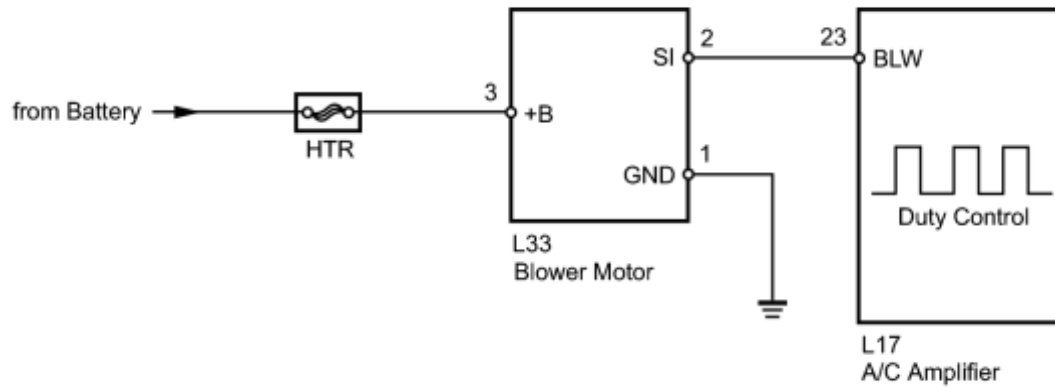 from Battery
HTR
3
+B
SI
2
GND
1
L33
Blower Motor
23
BLW
Duty Control
L17
A/C Amplifier